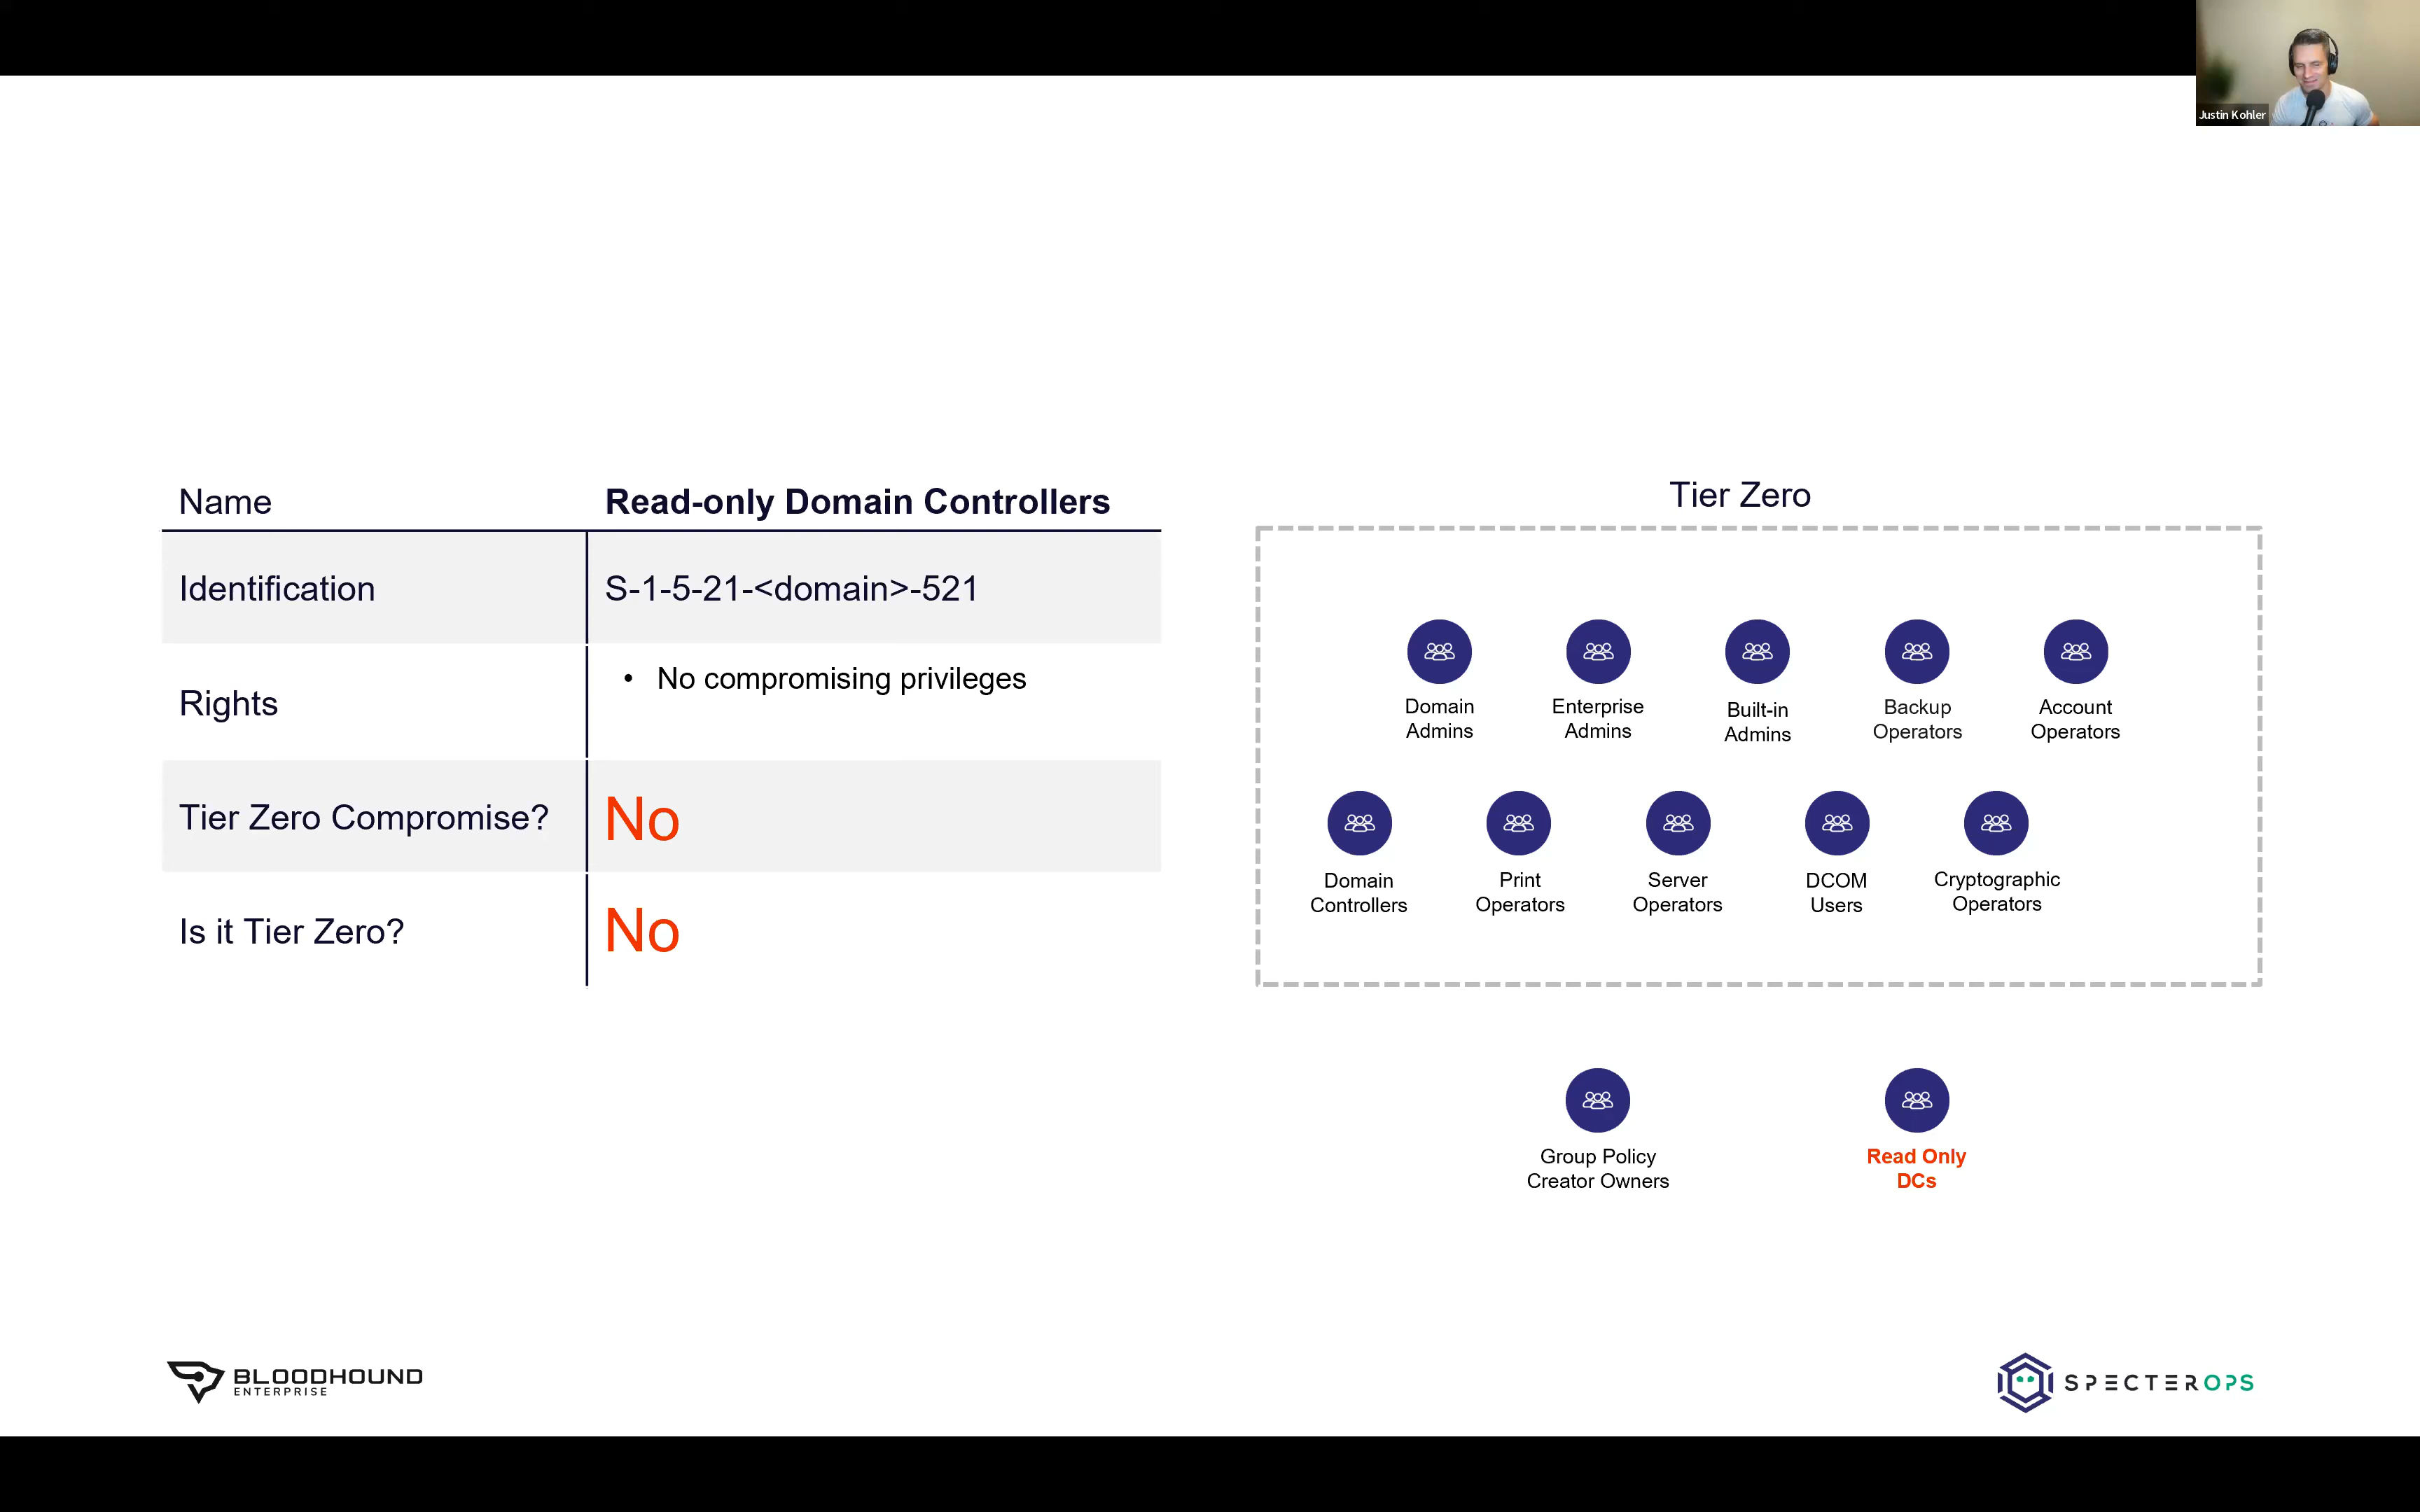 Justin Kohler
Name Read-only Domain Controllers
Identification S-1-5-21-<domain>-521
Rights • No compromising privileges
Tier Zero Compromise? No
Is it Tier Zero? No
Tier Zero
Domain
Admins
Enterprise
Admins
Built-in
Admins
Backup
Operators
Account
Operators
Domain
Controllers
Print
Operators
Server
Operators
DCOM
Users
Cryptographic
Operators
Group Policy
Creator Owners
Read Only
DCs
BLOODHOUND
ENTERPRISE
SPECTEROPS